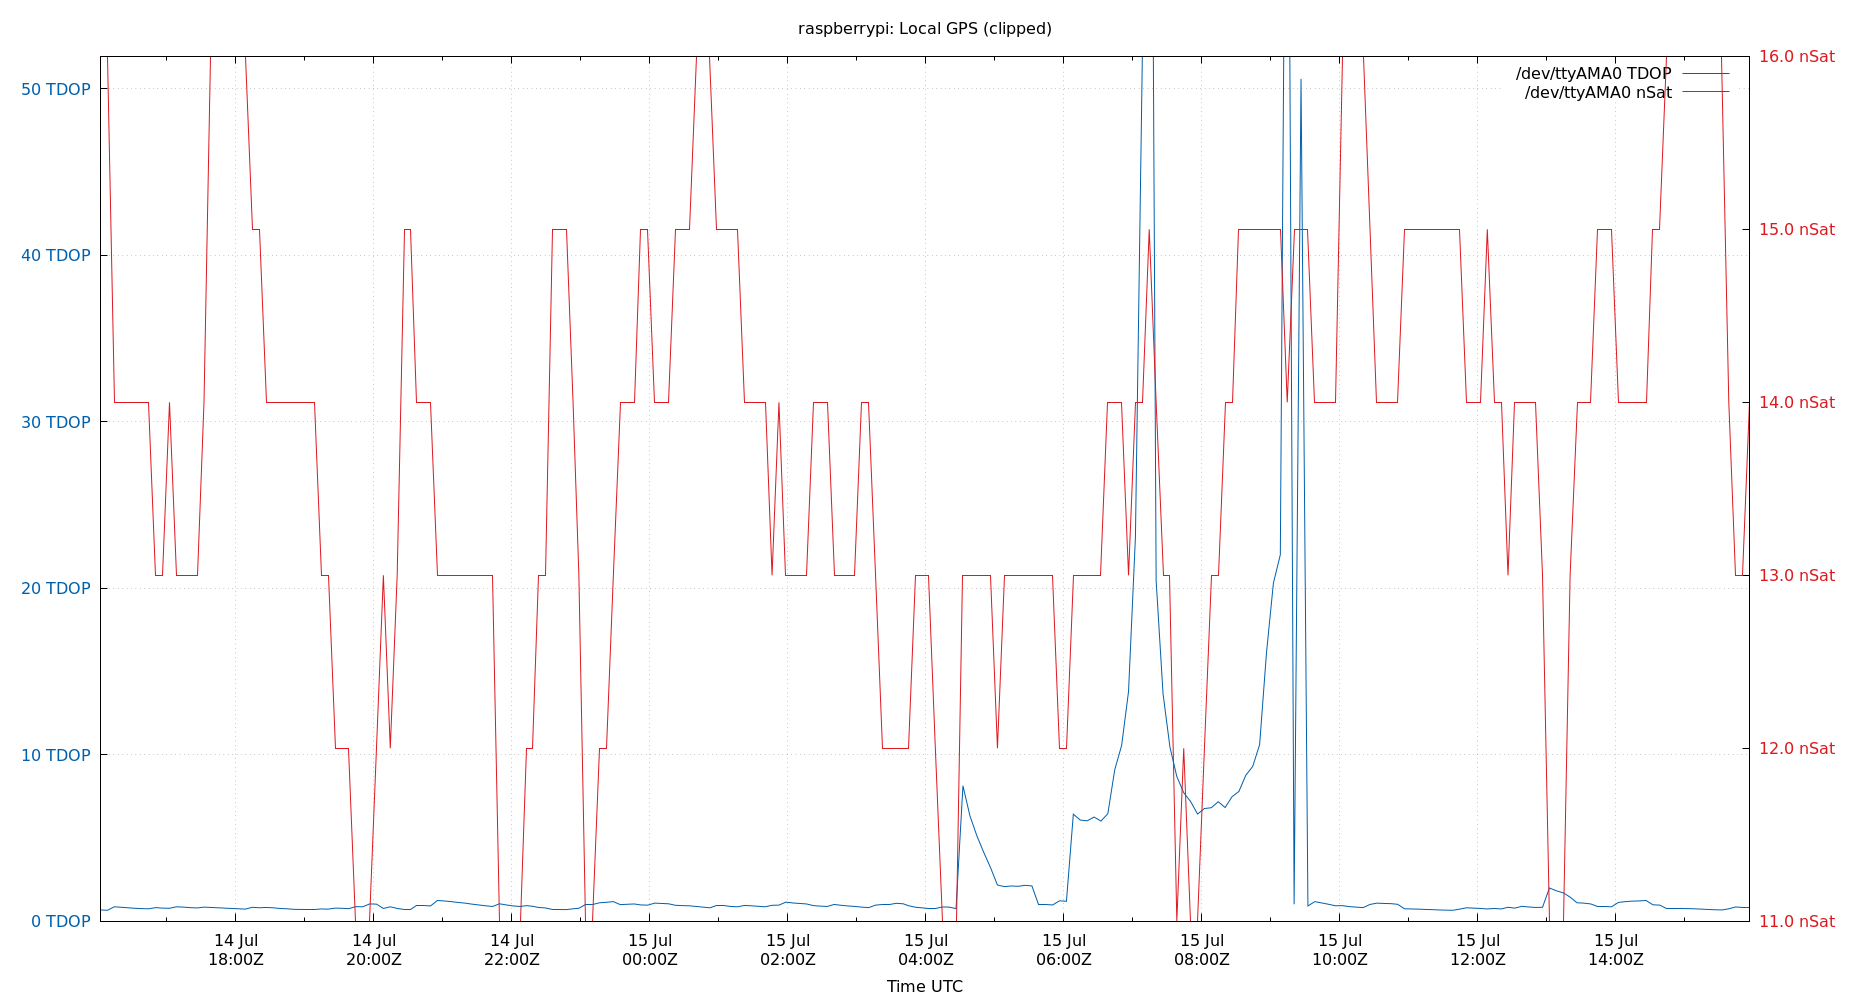 raspberrypi: Local GPS (clipped)
50 TDOP
40 TDOP
30 TDOP
20 TDOP
10 TDOP
0 TDOP
/dev/ttyAMA0 TDOP
/dev/ttyAMA0 nSat
16.0 nSat
15.0 nSat
14.0 nSat
13.0 nSat
12.0 nSat
11.0 nSat
14 Jul 14 Jul 14 Jul 15 Jul 15 Jul 15 Jul 15 Jul 15 Jul 15 Jul 15 Jul 15 Jul
18:00Z 20:00Z 22:00Z 00:00Z 02:00Z 04:00Z 06:00Z 08:00Z 10:00Z 12:00Z 14:00Z
Time UTC